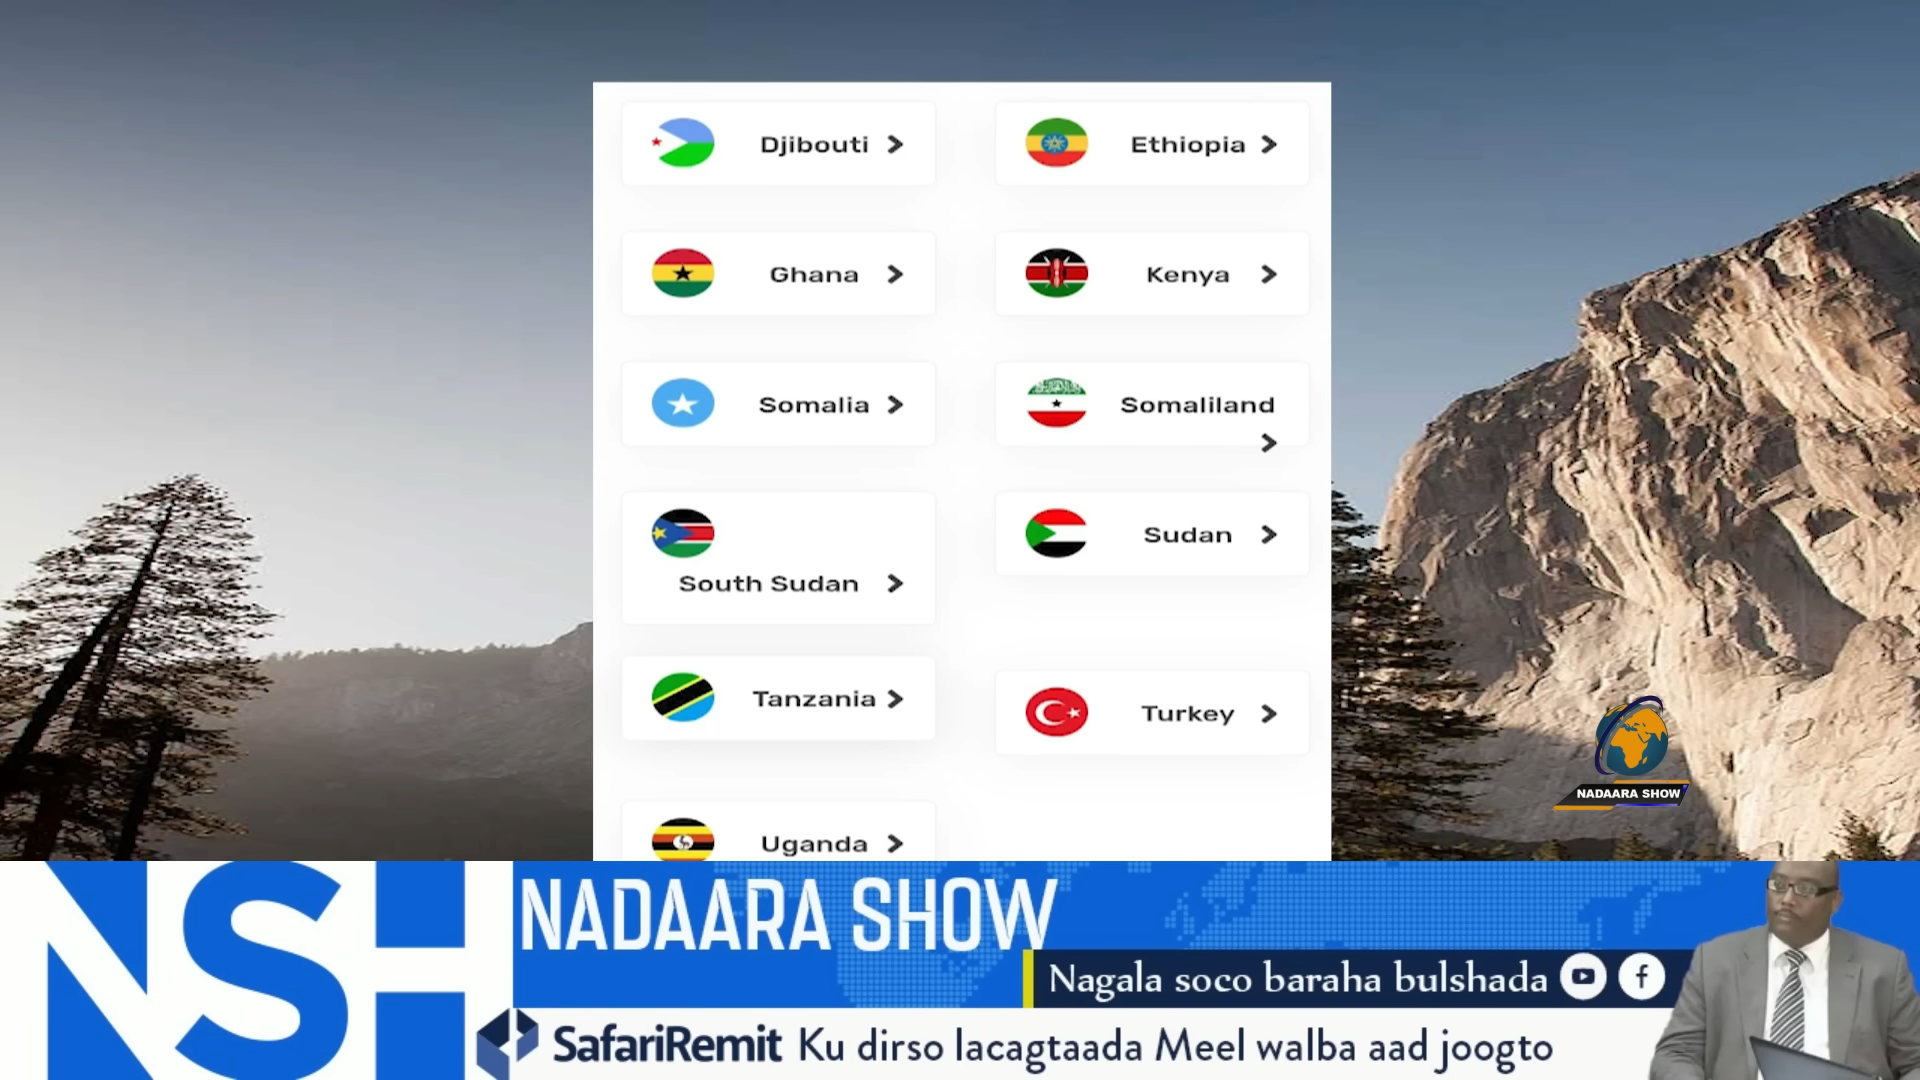 Djibouti
Ethiopia
Ghana
Kenya
Somalia
Somaliland
South Sudan
Sudan
Tanzania
Turkey
Uganda
NADAARA SHOW
NSH
NADAARA SHOW
Nagala soco baraha bulshada
SafariRemit Ku dirso lacagtaada Meel walba aad joogto